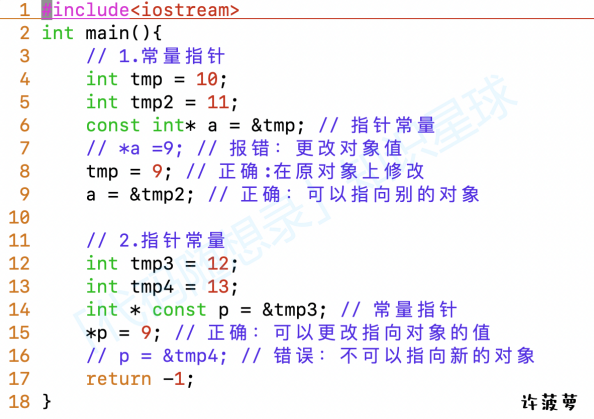 1 #include<iostream>
2 int main(){
3 // 1.常量指针
4 int tmp = 10;
5 int tmp2 = 11;
6 const int* a = &tmp; // 指针常量
7 // *a =9; // 报错: 更改对象值
8 tmp = 9; // 正确:在原对象上修改
9 a = &tmp2; // 正确: 可以指向别的对象
10
11 // 2.指针常量
12 int tmp3 = 12;
13 int tmp4 = 13;
14 int * const p = &tmp3; // 常量指针
15 *p = 9; // 正确: 可以更改指向对象的值
16 // p = &tmp4; // 错误: 不可以指向新的对象
17 return -1;
18 }
许菠萝